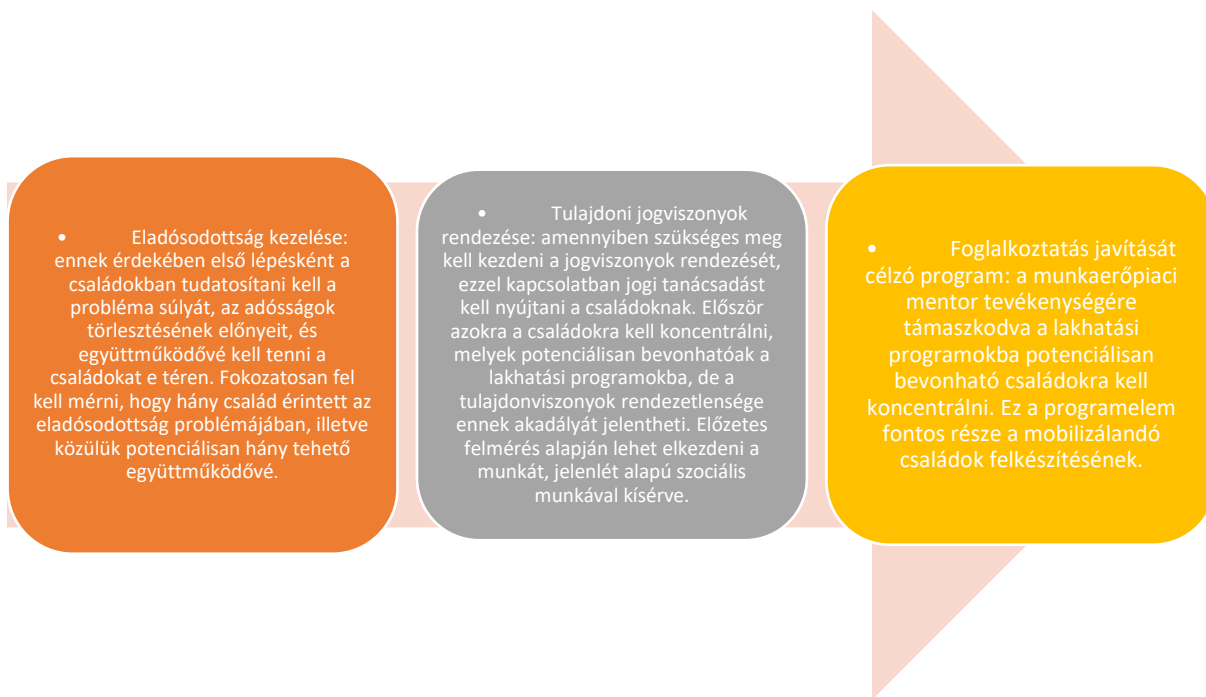 • Eladósodottság kezelése:
ennek érdekében első lépésként a
családokban tudatosítani kell a
probléma súlyát, az adósságok
törlesztésének előnyeit, és
együttműködővé kell tenni a
családokat e téren. Fokozatosan fel
kell mérni, hogy hány család érintett az
eladósodottság problémájában, illetve
közülük potenciálisan hány tehető
együttműködővé.
• Tulajdoni jogviszonyok
rendezése: amennyiben szükséges meg
kell kezdeni a jogviszonyok rendezését,
ezzel kapcsolatban jogi tanácsadást
kell nyújtani a családoknak. Először
azokra a családokra kell koncentrálni,
melyek potenciálisan bevonhatóak a
lakhatási programokba, de a
tulajdonviszonyok rendezetlensége
ennek akadályát jelentheti. Előzetes
felmérés alapján lehet elkezdeni a
munkát, jelenlét alapú szociális
munkával kísérve.
• Foglalkoztatás javítását
célzó program: a munkaerőpiaci
mentor tevékenységére
támaszkodva a lakhatási
programokba potenciálisan
bevonható családokra kell
koncentrálni. Ez a programelem
fontos része a mobilizálandó
családok felkészítésének.